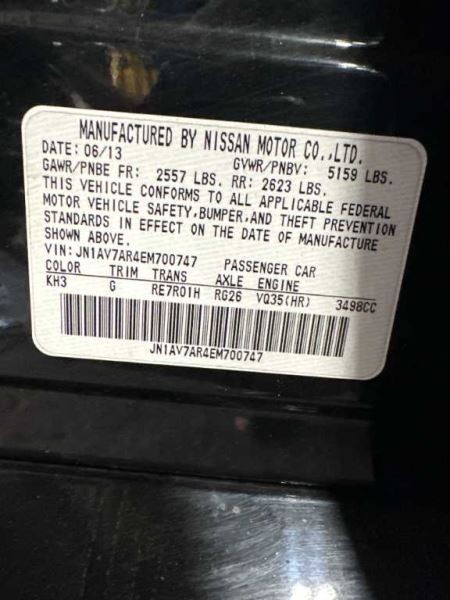 MANUFACTURED BY NISSAN MOTOR CO.,LTD.
DATE: 06/13 GVWR/PNBV: 5159 LBS.
GAWR/PNBE FR: 2557 LBS. RR: 2623 LBS.
THIS VEHICLE CONFORMS TO ALL APPLICABLE FEDERAL
MOTOR VEHICLE SAFETY,BUMPER,AND THEFT PREVENTION
STANDARDS IN EFFECT ON THE DATE OF MANUFACTURE
SHOWN ABOVE.
VIN:JN1AV7AR4EM700747 PASSENGER CAR
COLOR TRIM TRANS AXLE ENGINE
KH3 G RE7R01H RG26 VQ35(HR) 3498CC
JN1AV7AR4EM700747